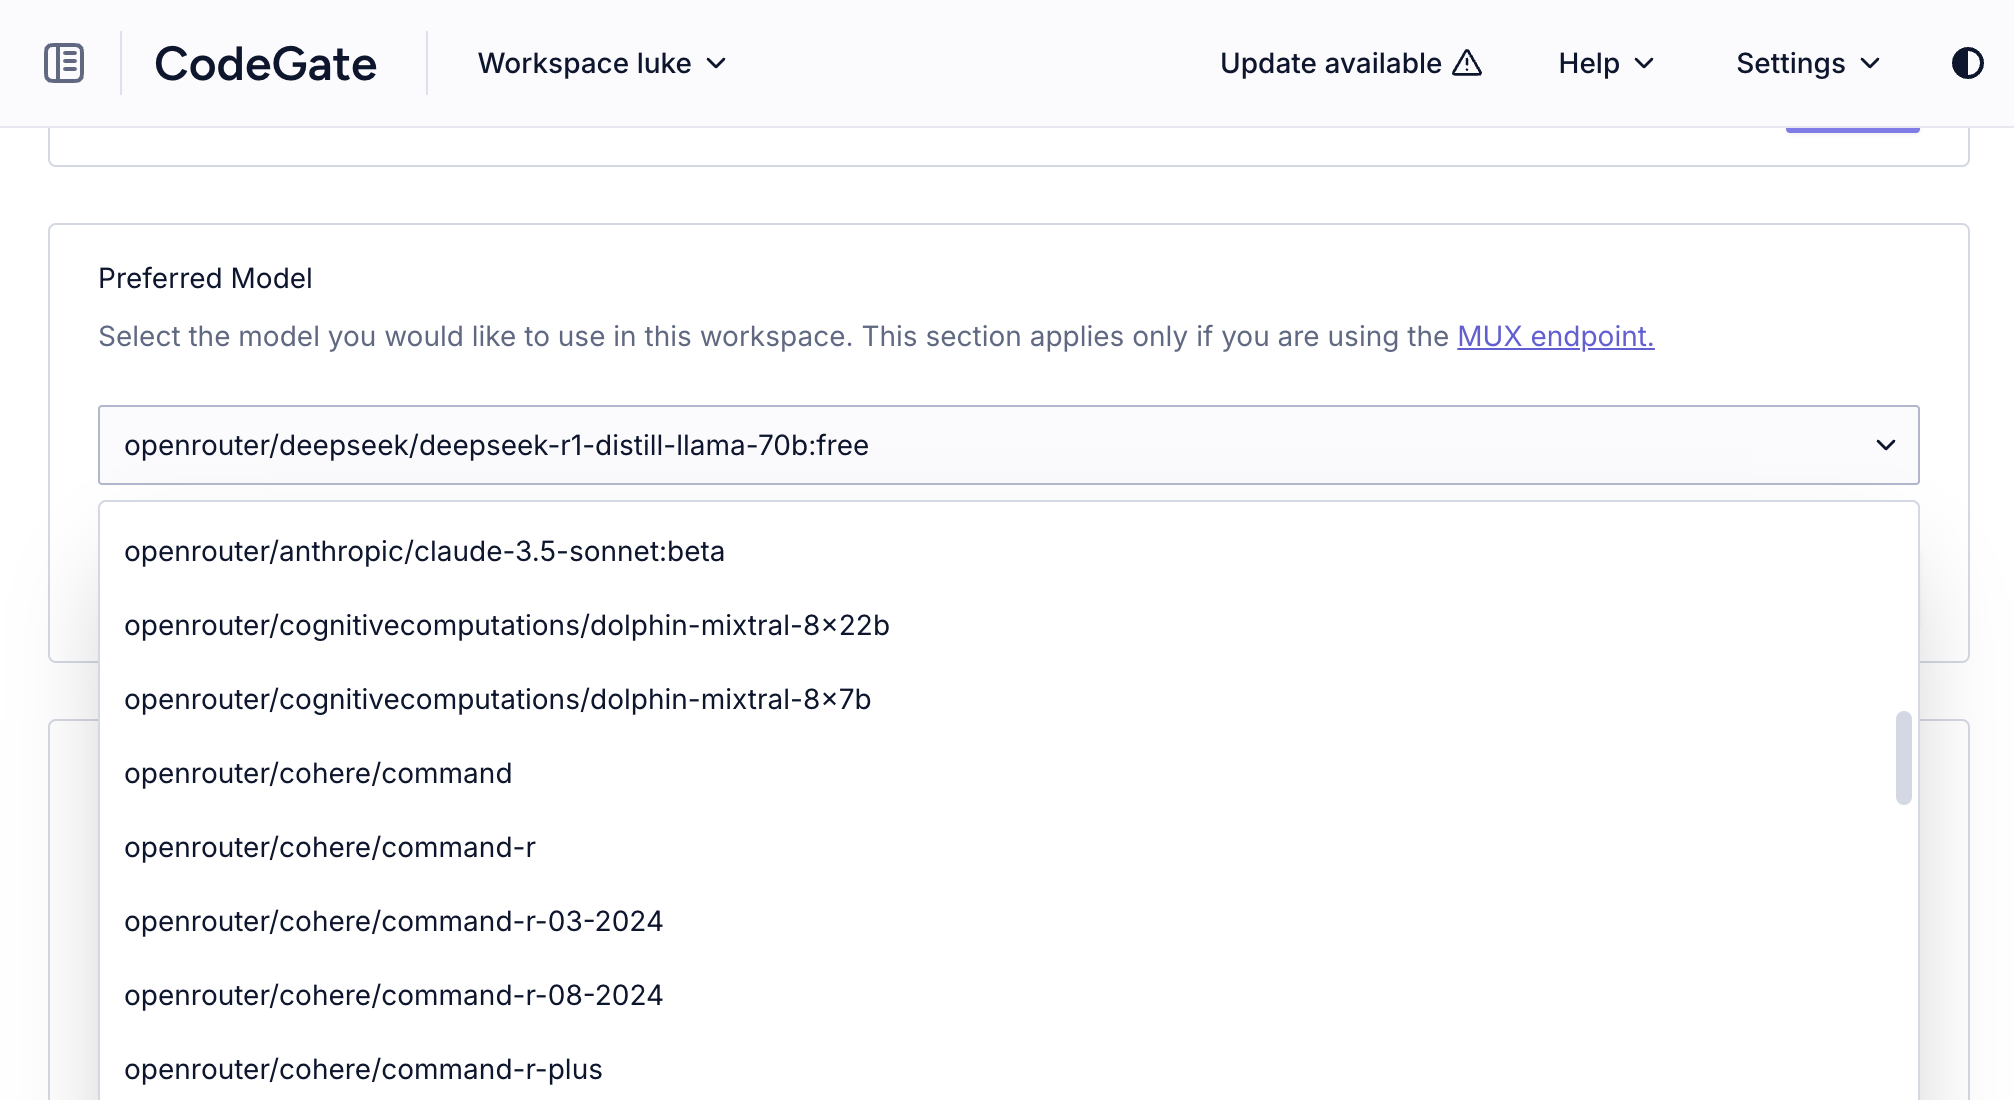 CodeGate
Workspace luke
Update available
Help
Settings
Preferred Model
Select the model you would like to use in this workspace. This section applies only if you are using the MUX endpoint.
openrouter/deepseek/deepseek-r1-distill-llama-70b:free
openrouter/anthropic/claude-3.5-sonnet:beta
openrouter/cognitivecomputations/dolphin-mixtral-8×22b
openrouter/cognitivecomputations/dolphin-mixtral-8×7b
openrouter/cohere/command
openrouter/cohere/command-r
openrouter/cohere/command-r-03-2024
openrouter/cohere/command-r-08-2024
openrouter/cohere/command-r-plus